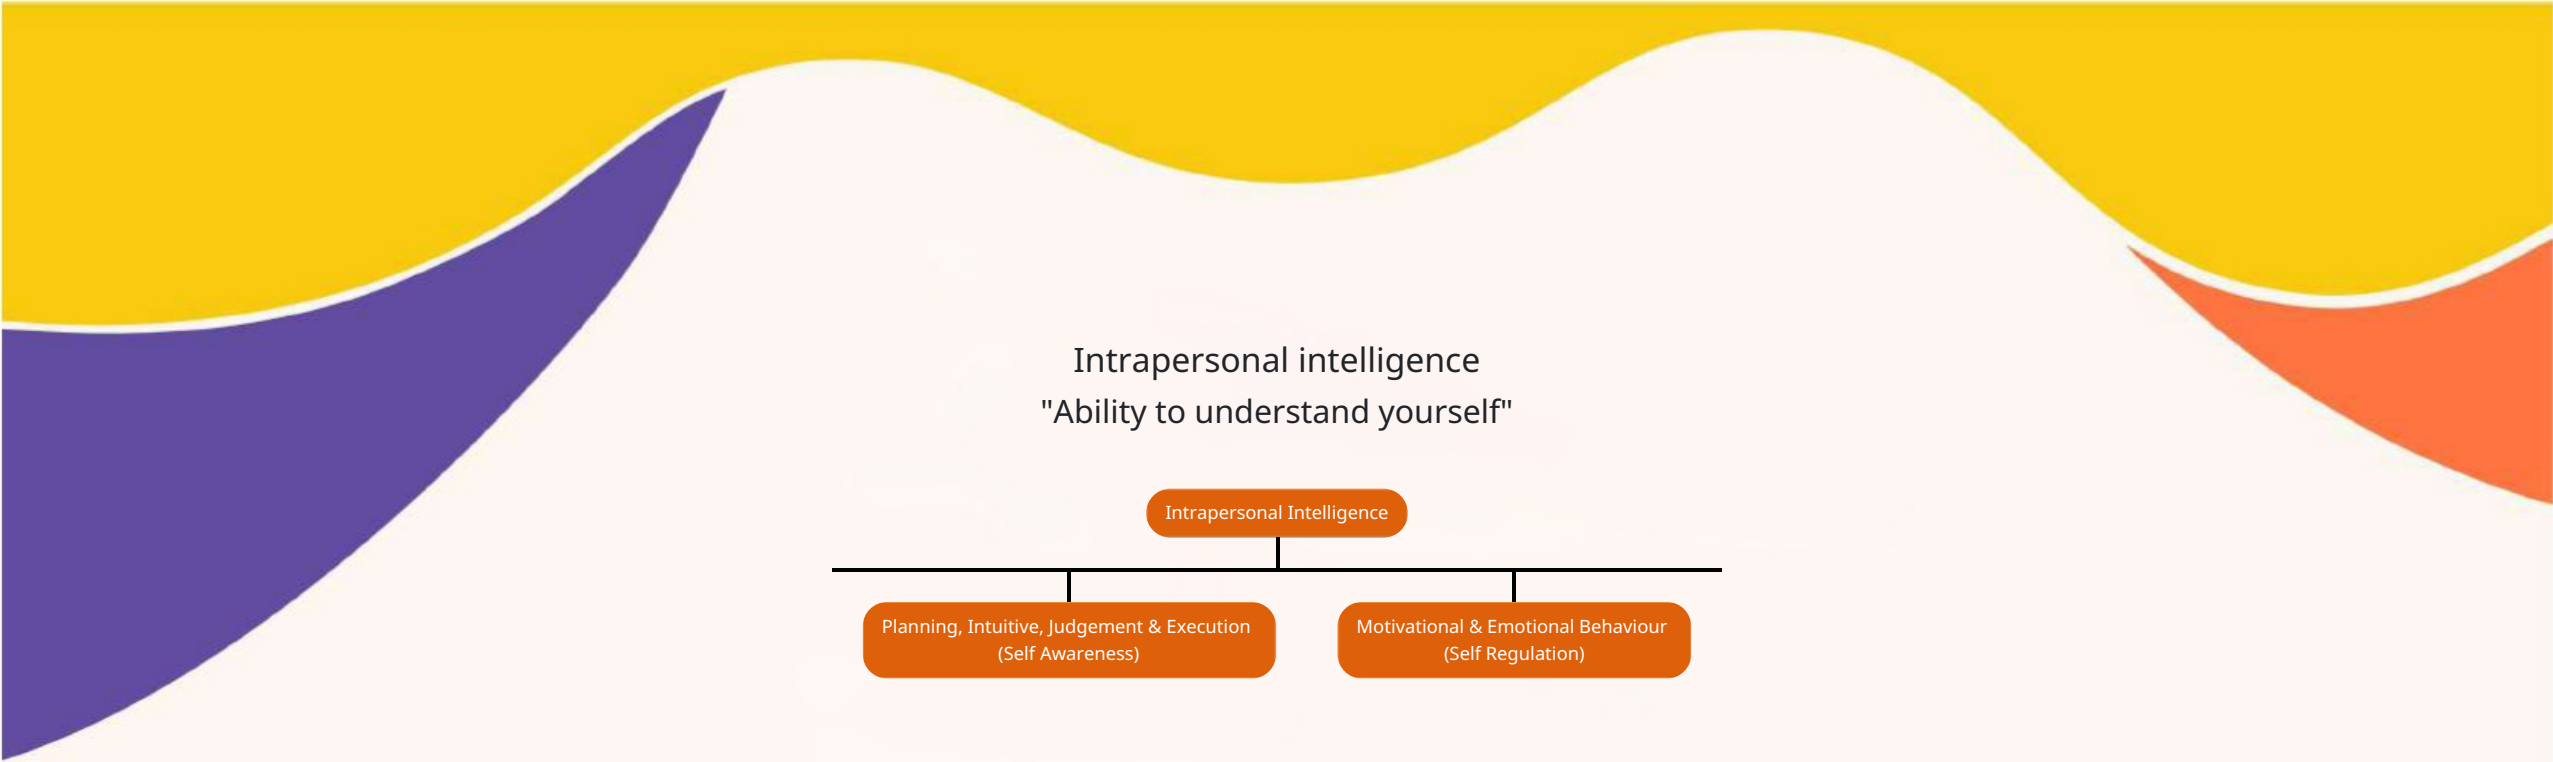 Intrapersonal intelligence
"Ability to understand yourself"
Intrapersonal Intelligence
Planning, Intuitive, Judgement & Execution
(Self Awareness)
Motivational & Emotional Behaviour
(Self Regulation)